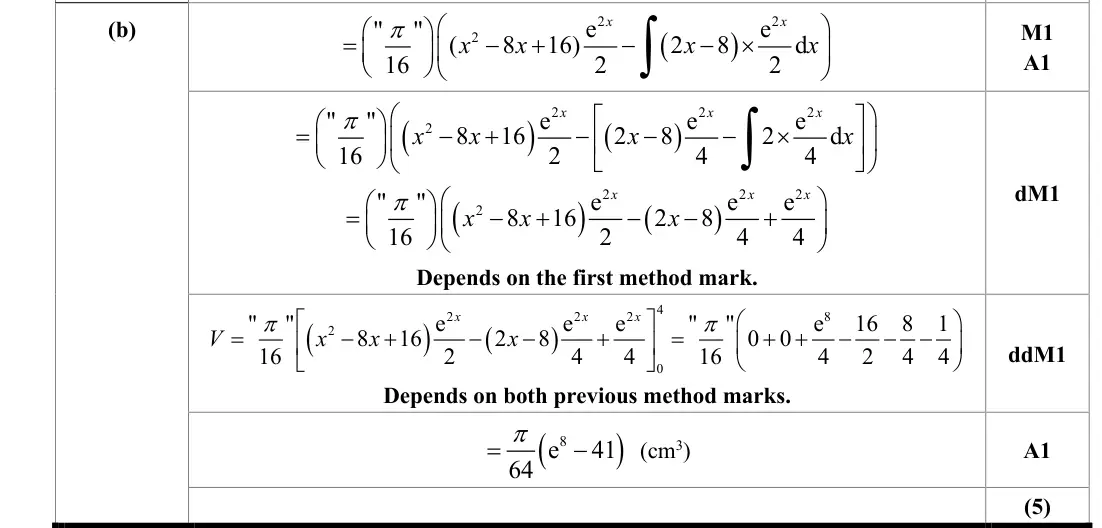 (b)
= ("π/16") ((x² − 8x + 16) e^{2x}/2 − ∫ (2x − 8) × e^{2x}/2 dx)
M1
A1
= ("π/16") ((x² − 8x + 16) e^{2x}/2 − [(2x − 8) e^{2x}/4 − ∫ 2 × e^{2x}/4 dx])
= ("π/16") ((x² − 8x + 16) e^{2x}/2 − (2x − 8) e^{2x}/4 + e^{2x}/4)
dM1
Depends on the first method mark.
V = "π/16" [(x² − 8x + 16) e^{2x}/2 − (2x − 8) e^{2x}/4 + e^{2x}/4]₀⁴ = "π/16" (0 + 0 + e⁸/4 − 16/2 − 8/4 − 1/4)
ddM1
Depends on both previous method marks.
= π/64 (e⁸ − 41) (cm³)
A1
(5)